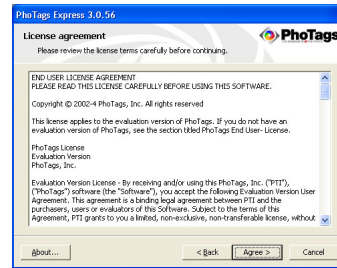 PhoTags Express 3.0.56
License agreement
Please review the license terms carefully before continuing.
PhoTags
END USER LICENSE AGREEMENT
PLEASE READ THIS LICENSE CAREFULLY BEFORE USING THIS SOFTWARE.
Copyright © 2002-4 PhoTags, Inc. All rights reserved
This license applies to the evaluation version of PhoTags. If you do not have an
evaluation version of PhoTags, see the section titled PhoTags End User- License.
PhoTags License
Evaluation Version
PhoTags, Inc.
Evaluation Version License - By receiving and/or using this PhoTags, Inc. ("PTI"),
("PhoTags") software (the "Software"), you accept the following Evaluation Version User
Agreement. This agreement is a binding legal agreement between PTI and the
purchasers, users or evaluators of this Software. Subject to the terms of this
Agreement, PTI grants to you a limited, non-exclusive, non-transferable license, without
About...
< Back
Agree >
Cancel